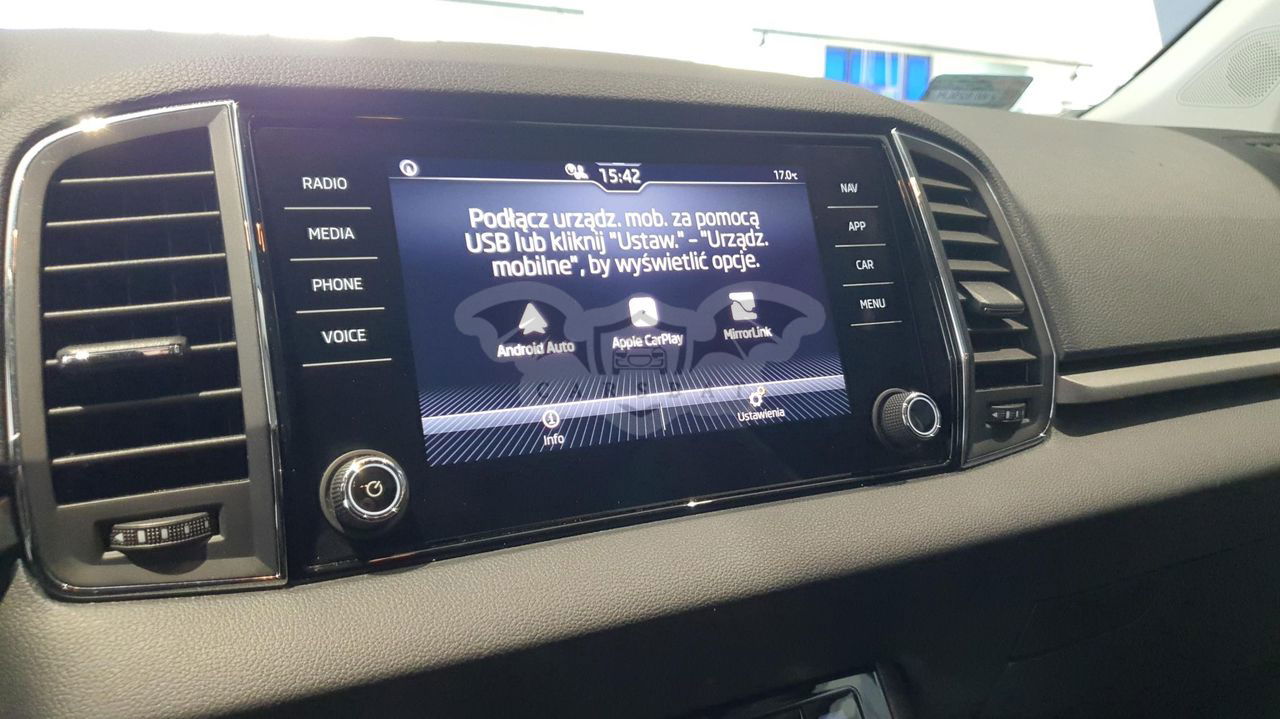 RADIO
MEDIA
PHONE
VOICE
15:42
17.0°C
Podłącz urządz. mob. za pomocą
USB lub kliknij "Ustaw." - "Urządz.
mobilne", by wyświetlić opcje.
Android Auto
Apple CarPlay
MirrorLink
Info
Ustawienia
NAV
APP
CAR
MENU